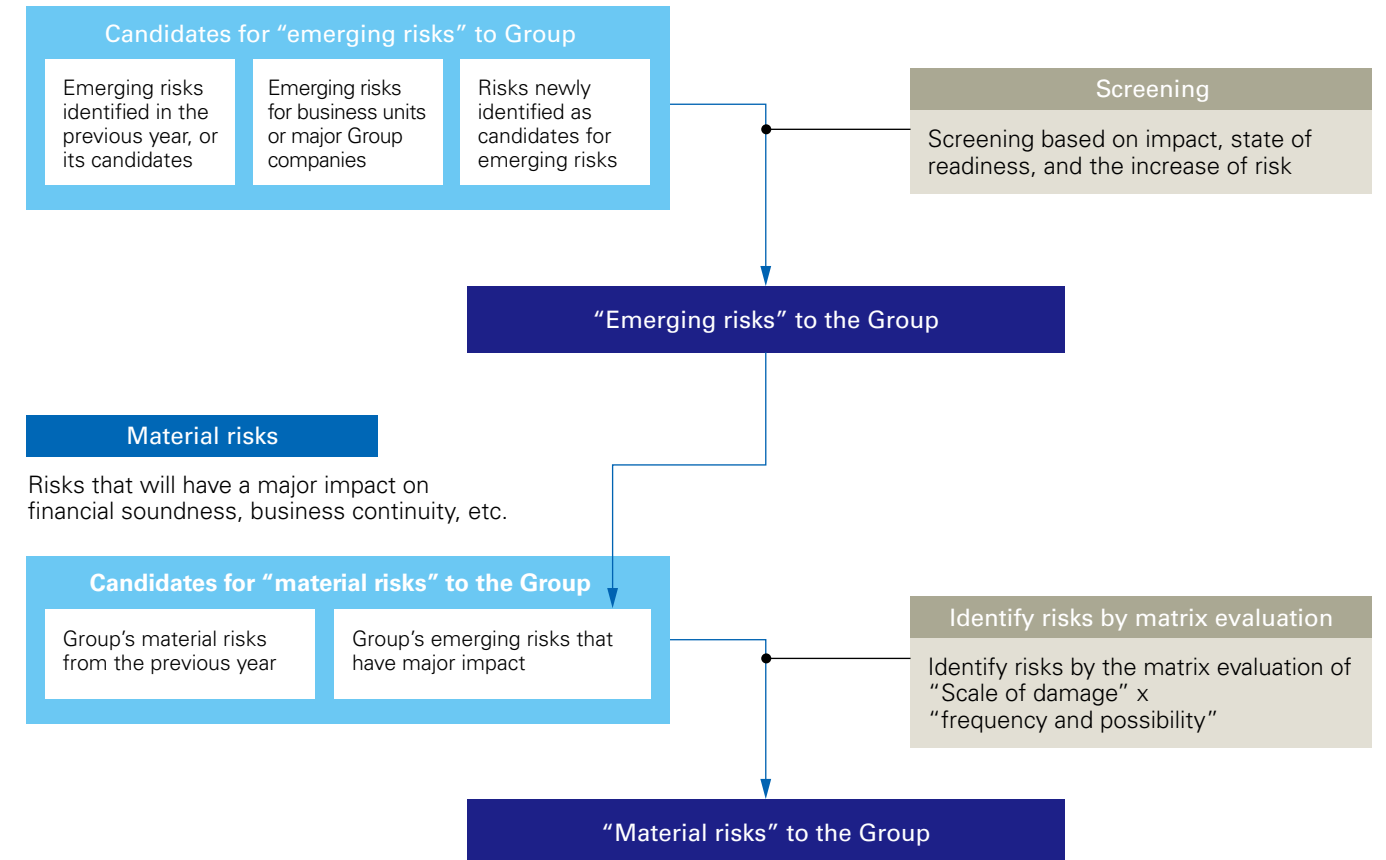 Candidates for “emerging risks” to Group
Emerging risks
identified in the
previous year, or
its candidates
Emerging risks
for business units
or major Group
companies
Risks newly
identified as
candidates for
emerging risks
Screening
Screening based on impact, state of
readiness, and the increase of risk
“Emerging risks” to the Group
Material risks
Risks that will have a major impact on
financial soundness, business continuity, etc.
Candidates for “material risks” to the Group
Group’s material risks
from the previous year
Group’s emerging risks that
have major impact
Identify risks by matrix evaluation
Identify risks by the matrix evaluation of
“Scale of damage” x
“frequency and possibility”
“Material risks” to the Group